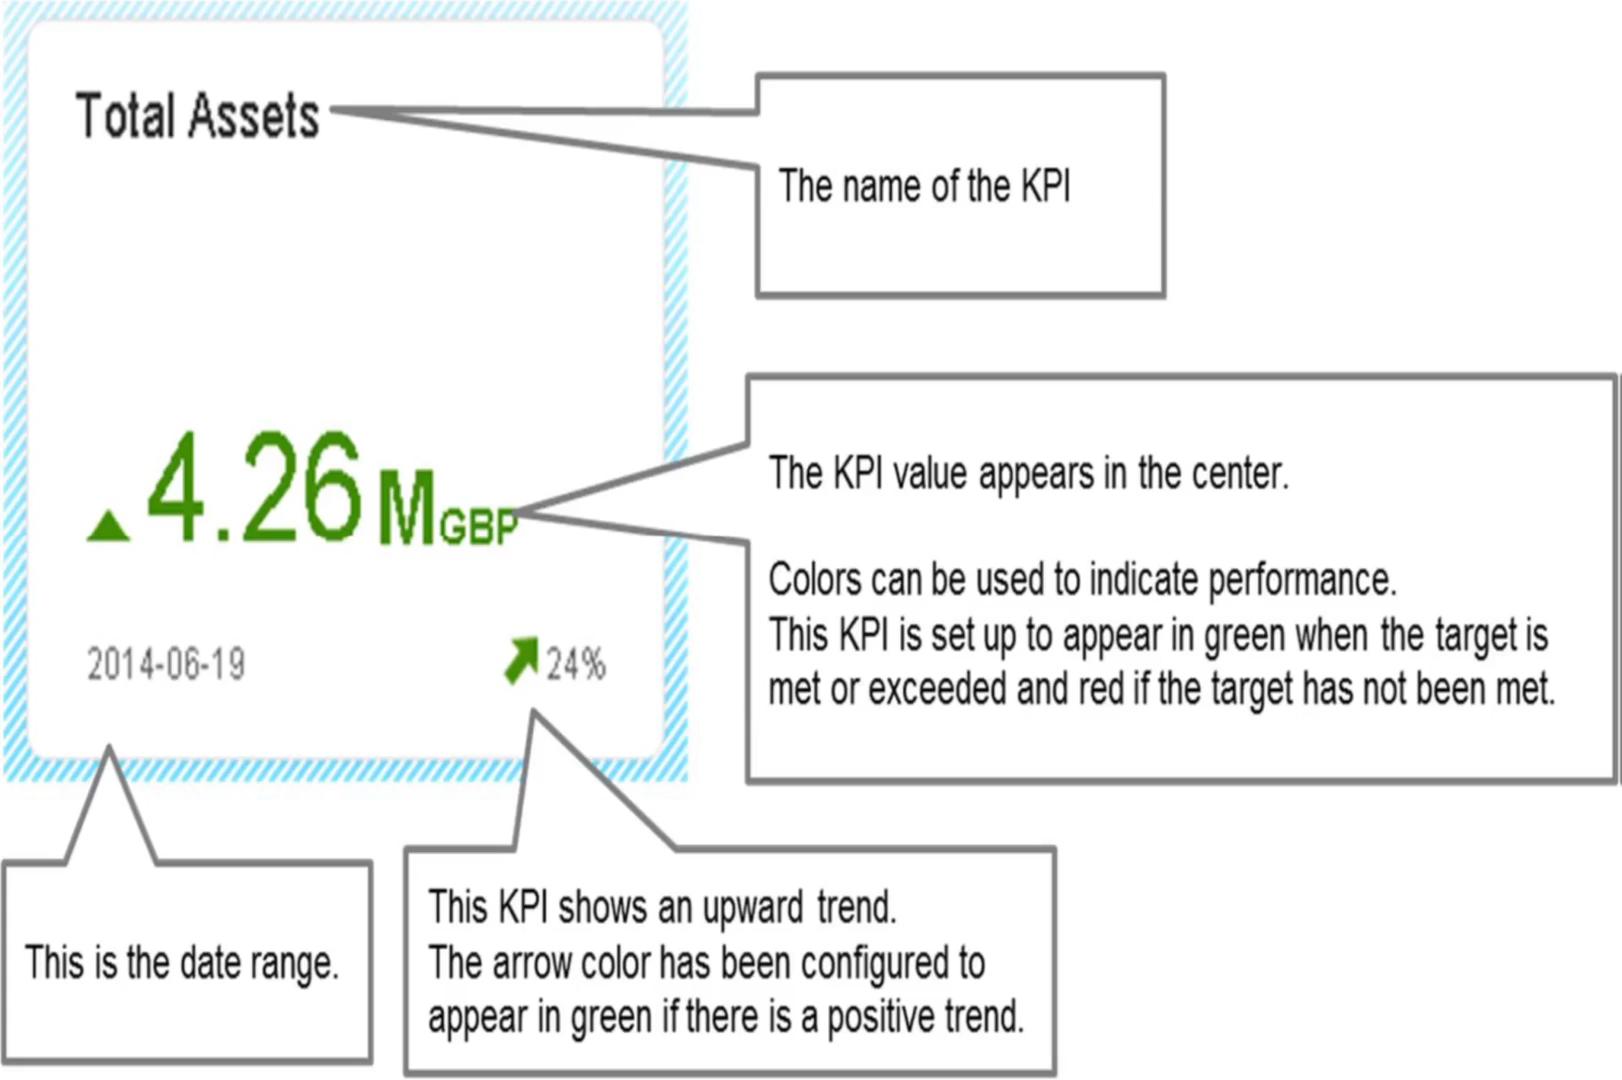 Total Assets
The name of the KPI
4.26 M GBP
The KPI value appears in the center.
Colors can be used to indicate performance.
This KPI is set up to appear in green when the target is
met or exceeded and red if the target has not been met.
2014-06-19
24%
This is the date range.
This KPI shows an upward trend.
The arrow color has been configured to
appear in green if there is a positive trend.